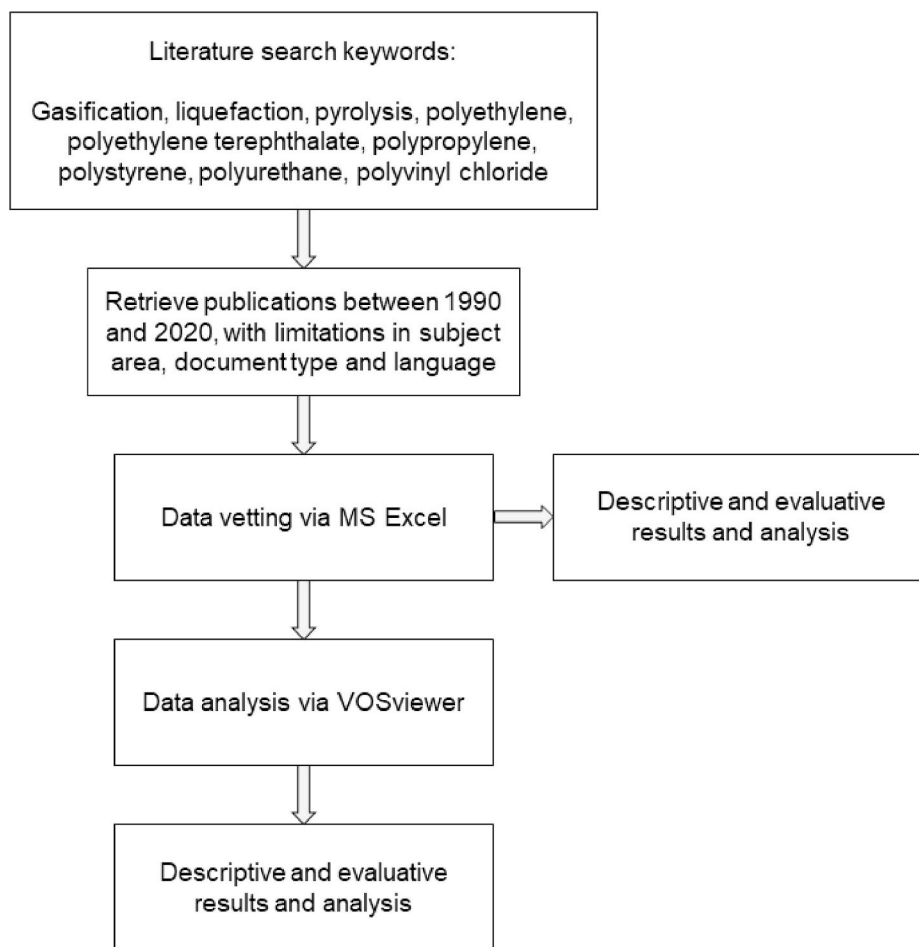 Literature search keywords:
Gasification, liquefaction, pyrolysis, polyethylene,
polyethylene terephthalate, polypropylene,
polystyrene, polyurethane, polyvinyl chloride
Retrieve publications between 1990
and 2020, with limitations in subject
area, document type and language
Data vetting via MS Excel
Descriptive and evaluative
results and analysis
Data analysis via VOSviewer
Descriptive and evaluative
results and analysis